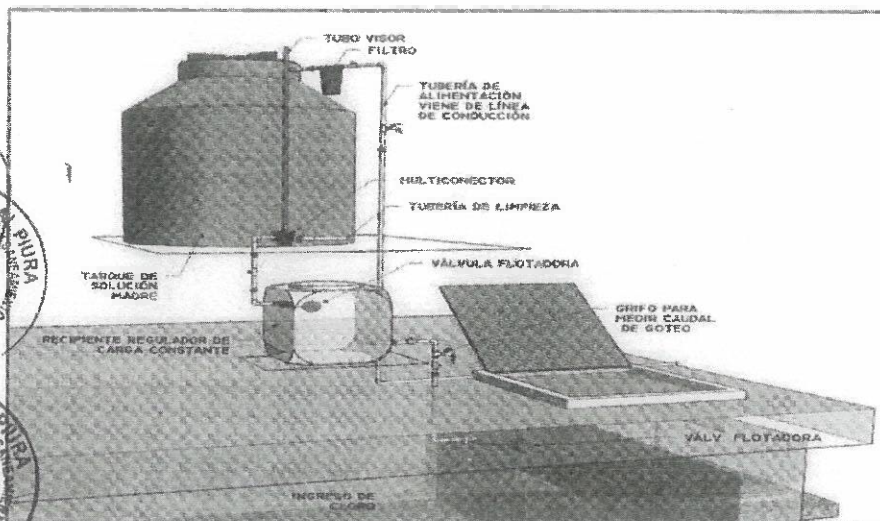 TUBO VISOR
FILTRO
TUBERÍA DE
ALIMENTACIÓN
VIENE DE LÍNEA
DE CONDUCCIÓN
MULTICONECTOR
TUBERÍA DE LIMPIEZA
VÁLVULA FLOTADORA
TANQUE DE
SOLUCIÓN
MADRE
GRIFO PARA
MEDIR CAUDAL
DE GOTEO
RECIPIENTE REGULADOR DE
CARGA CONSTANTE
VÁLV FLOTADORA
INGRESO DE
CLORO
PIURA
PIURA